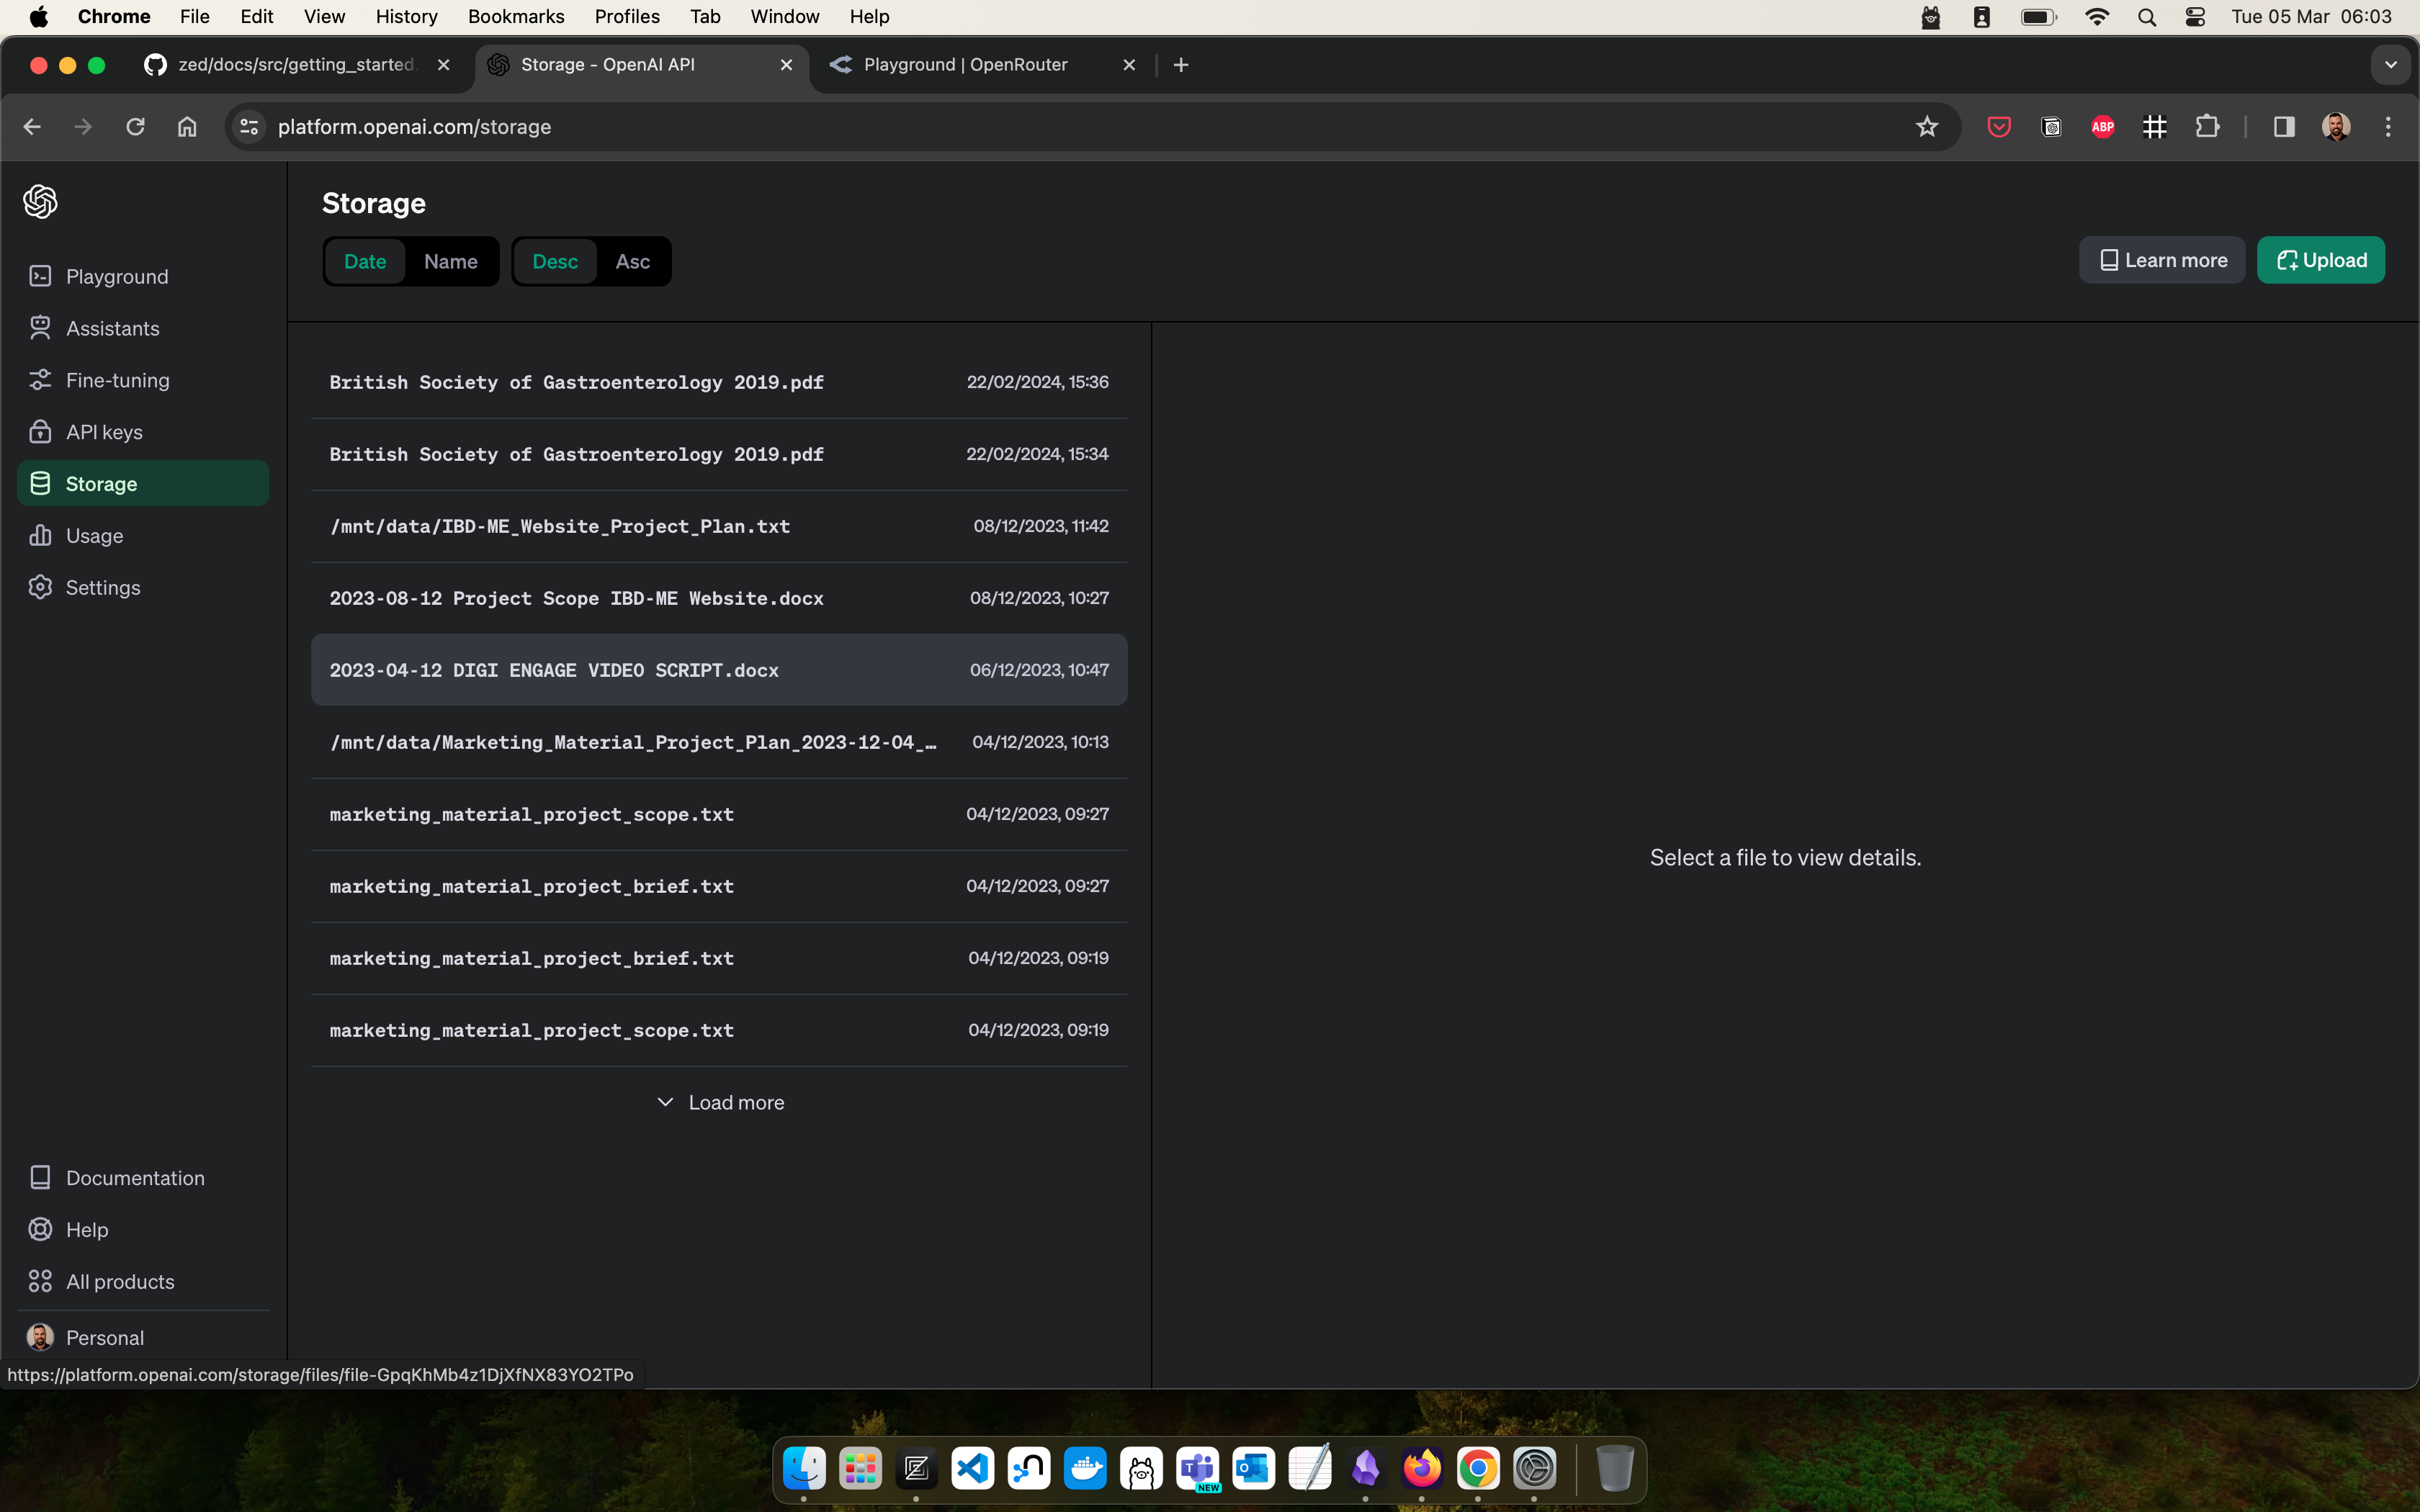 Chrome File Edit View History Bookmarks Profiles Tab Window Help Tue 05 Mar 06:03
zed/docs/src/getting_started. Storage - OpenAI API Playground | OpenRouter
platform.openai.com/storage ABP
Storage
Date Name Desc Asc Learn more Upload
Playground
Assistants
Fine-tuning
API keys
Storage
Usage
Settings
British Society of Gastroenterology 2019.pdf 22/02/2024, 15:36
British Society of Gastroenterology 2019.pdf 22/02/2024, 15:34
/mnt/data/IBD-ME_Website_Project_Plan.txt 08/12/2023, 11:42
2023-08-12 Project Scope IBD-ME Website.docx 08/12/2023, 10:27
2023-04-12 DIGI ENGAGE VIDEO SCRIPT.docx 06/12/2023, 10:47
/mnt/data/Marketing_Material_Project_Plan_2023-12-04_… 04/12/2023, 10:13
marketing_material_project_scope.txt 04/12/2023, 09:27
marketing_material_project_brief.txt 04/12/2023, 09:27
marketing_material_project_brief.txt 04/12/2023, 09:19
marketing_material_project_scope.txt 04/12/2023, 09:19
Load more
Select a file to view details.
Documentation
Help
All products
Personal
https://platform.openai.com/storage/files/file-GpqKhMb4z1DjXfNX83YO2TPo
NEW